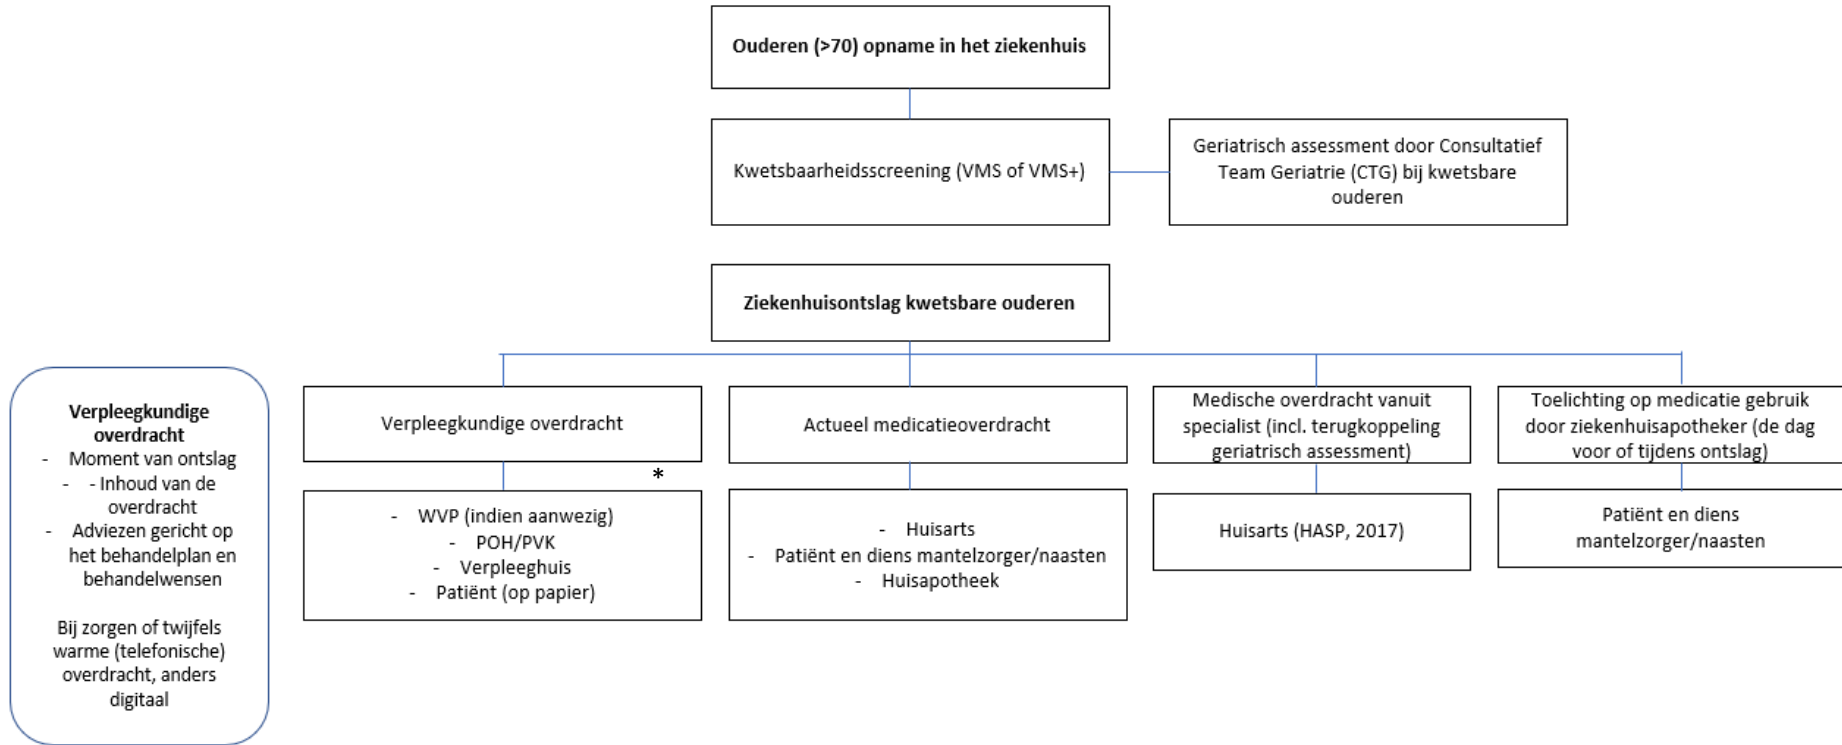 Ouderen (>70) opname in het ziekenhuis
Kwetsbaarheidsscreening (VMS of VMS+)
Geriatrisch assessment door Consultatief
Team Geriatrie (CTG) bij kwetsbare
ouderen
Ziekenhuisontslag kwetsbare ouderen
Verpleegkundige
overdracht
- Moment van ontslag
- - Inhoud van de
overdracht
- Adviezen gericht op
het behandelplan en
behandelwensen
Bij zorgen of twijfels
warme (telefonische)
overdracht, anders
digitaal
Verpleegkundige overdracht
*
- WVP (indien aanwezig)
- POH/PVK
- Verpleeghuis
- Patiënt (op papier)
Actueel medicatieoverdracht
- Huisarts
- Patiënt en diens mantelzorger/naasten
- Huisapotheek
Medische overdracht vanuit
specialist (incl. terugkoppeling
geriatrisch assessment)
Huisarts (HASP, 2017)
Toelichting op medicatie gebruik
door ziekenhuisapotheker (de dag
voor of tijdens ontslag)
Patiënt en diens
mantelzorger/naasten